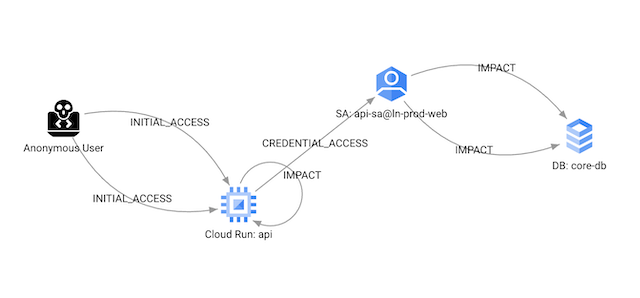 IMPACT
SA: api-sa@ln-prod-web
INITIAL_ACCESS
Anonymous User
CREDENTIAL_ACCESS
IMPACT
DB: core-db
IMPACT
INITIAL_ACCESS
Cloud Run: api